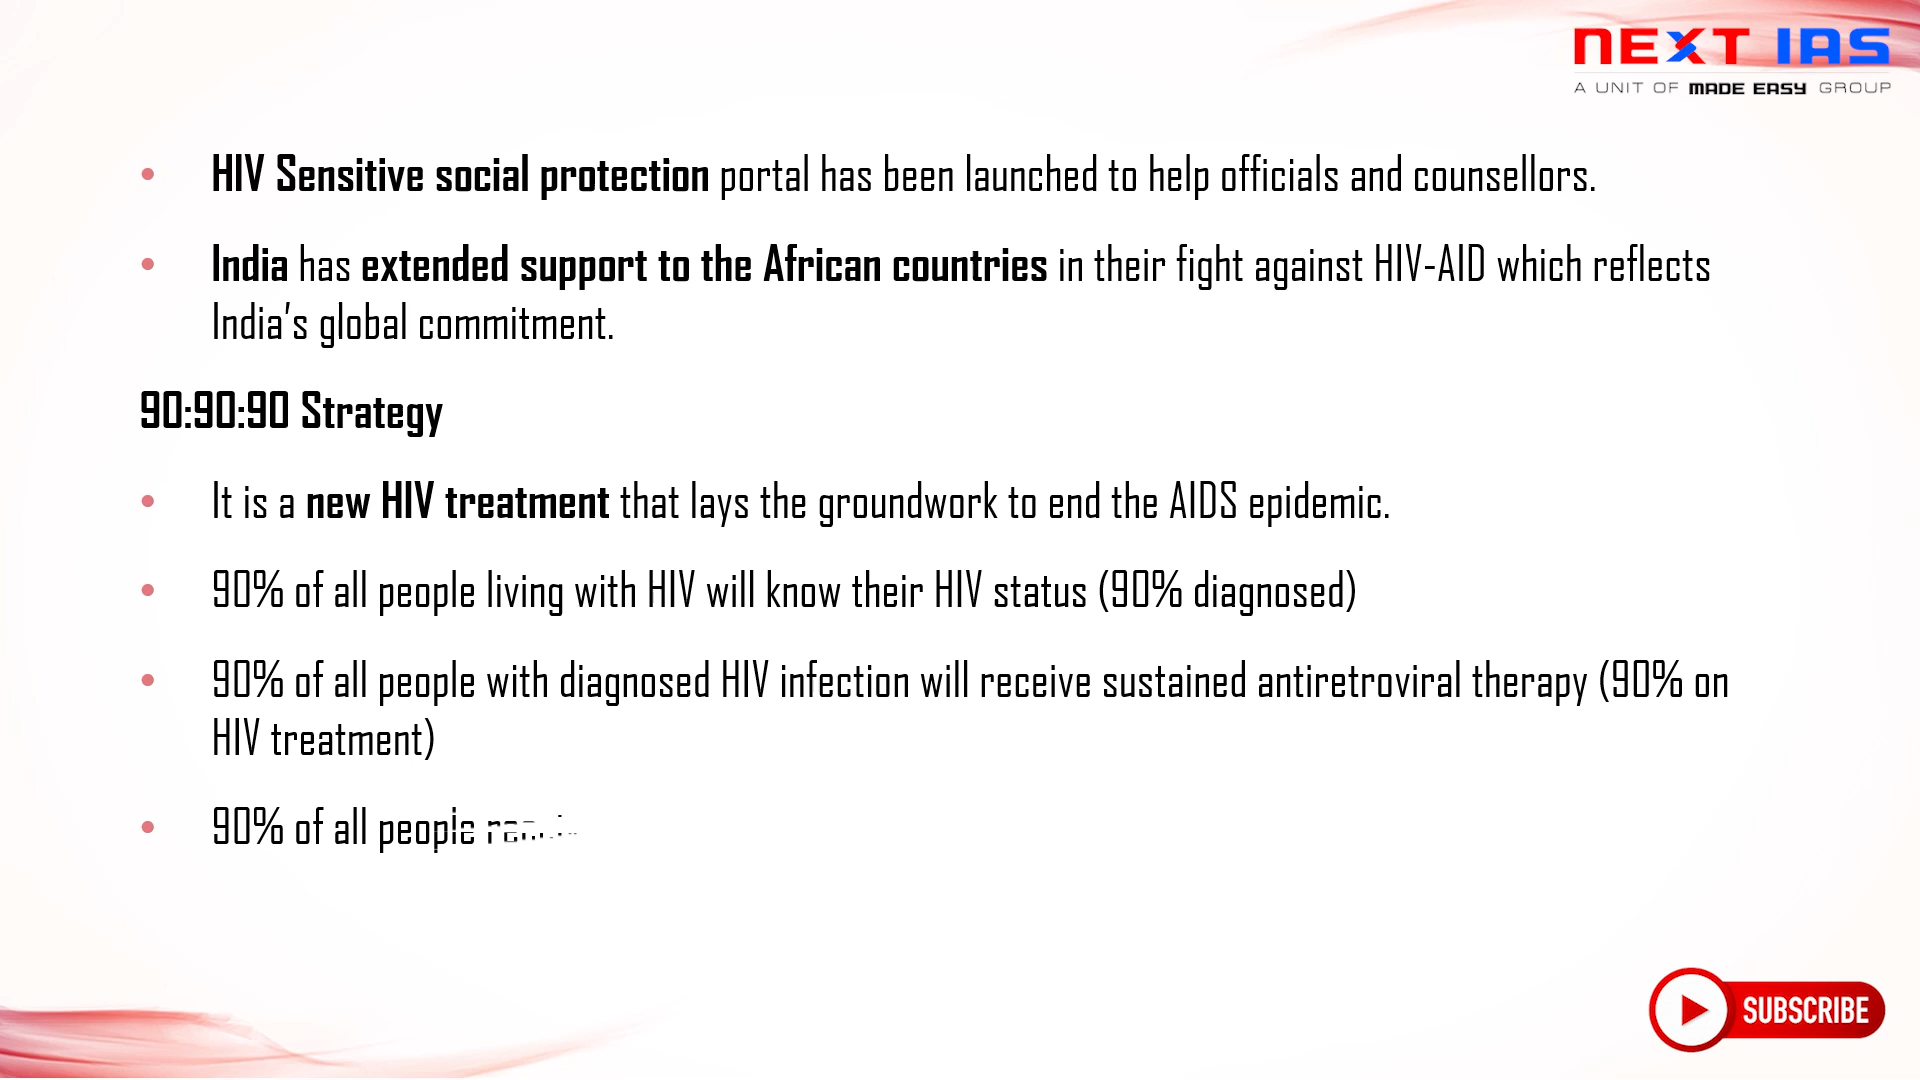 NEXT IAS
A UNIT OF MADE EASY GROUP
• HIV Sensitive social protection portal has been launched to help officials and counsellors.
• India has extended support to the African countries in their fight against HIV-AID which reflects
India's global commitment.
90:90:90 Strategy
• It is a new HIV treatment that lays the groundwork to end the AIDS epidemic.
• 90% of all people living with HIV will know their HIV status (90% diagnosed)
• 90% of all people with diagnosed HIV infection will receive sustained antiretroviral therapy (90% on
HIV treatment)
• 90% of all people
SUBSCRIBE